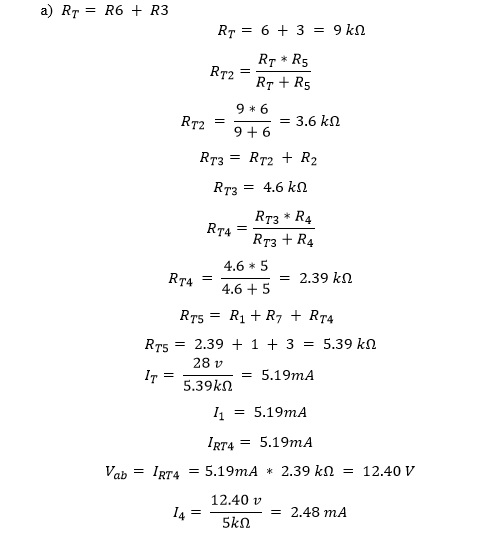 a) R_T = R6 + R3
R_T = 6 + 3 = 9 kΩ
R_T2 = (R_T * R_5) / (R_T + R_5)
R_T2 = (9 * 6) / (9 + 6) = 3.6 kΩ
R_T3 = R_T2 + R_2
R_T3 = 4.6 kΩ
R_T4 = (R_T3 * R_4) / (R_T3 + R_4)
R_T4 = (4.6 * 5) / (4.6 + 5) = 2.39 kΩ
R_T5 = R_1 + R_7 + R_T4
R_T5 = 2.39 + 1 + 3 = 5.39 kΩ
I_T = 28 v / 5.39kΩ = 5.19mA
I_1 = 5.19mA
I_RT4 = 5.19mA
V_ab = I_RT4 = 5.19mA * 2.39 kΩ = 12.40 V
I_4 = 12.40 v / 5kΩ = 2.48 mA